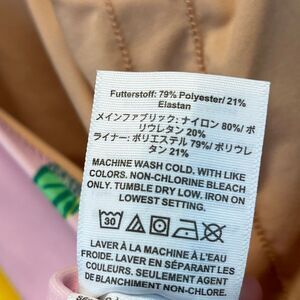 Futterstoff: 79% Polyester/ 21%
Elastan
メインファブリック: ナイロン 80%/ ポ
リウレタン 20%
ライナー: ポリエステル 79%/ ポリウレ
タン 21%
MACHINE WASH COLD. WITH LIKE
COLORS. NON-CHLORINE BLEACH
ONLY. TUMBLE DRY LOW. IRON ON
LOWEST SETTING.
30
LAVER À LA MACHINE À L'EAU
FROIDE. LAVER À SEPARANT LES
COULEURS. SEULEMENT AGENT
DE BLANCHIMENT NON CHLORÉ.